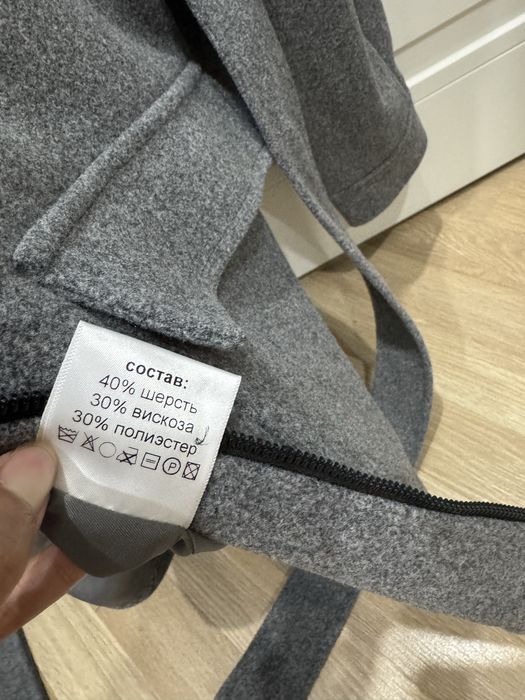 состав:
40% шерсть
30% вискоза
30% полиэстер
P